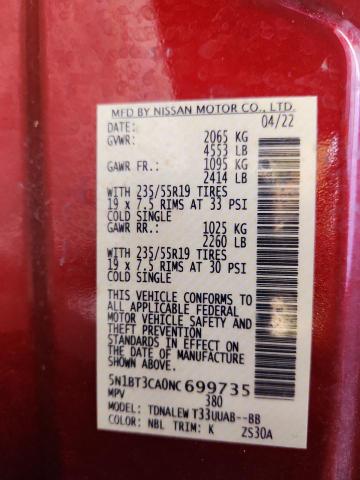 MFD BY NISSAN MOTOR CO., LTD.
DATE: 04/22
GVWR: 2065 KG
4553 LB
GAWR FR.: 1095 KG
2414 LB
WITH 235/55R19 TIRES
19 x 7.5 RIMS AT 33 PSI
COLD SINGLE
GAWR RR.: 1025 KG
2260 LB
WITH 235/55R19 TIRES
19 x 7.5 RIMS AT 30 PSI
COLD SINGLE
THIS VEHICLE CONFORMS TO
ALL APPLICABLE FEDERAL
MOTOR VEHICLE SAFETY AND
THEFT PREVENTION
STANDARDS IN EFFECT ON
THE DATE OF MANUFACTURE
SHOWN ABOVE.
5N1BT3CA0NC699735
MPV 380
MODEL: TDNALEW T33UUAB--BB
COLOR: NBL TRIM: K ZS30A